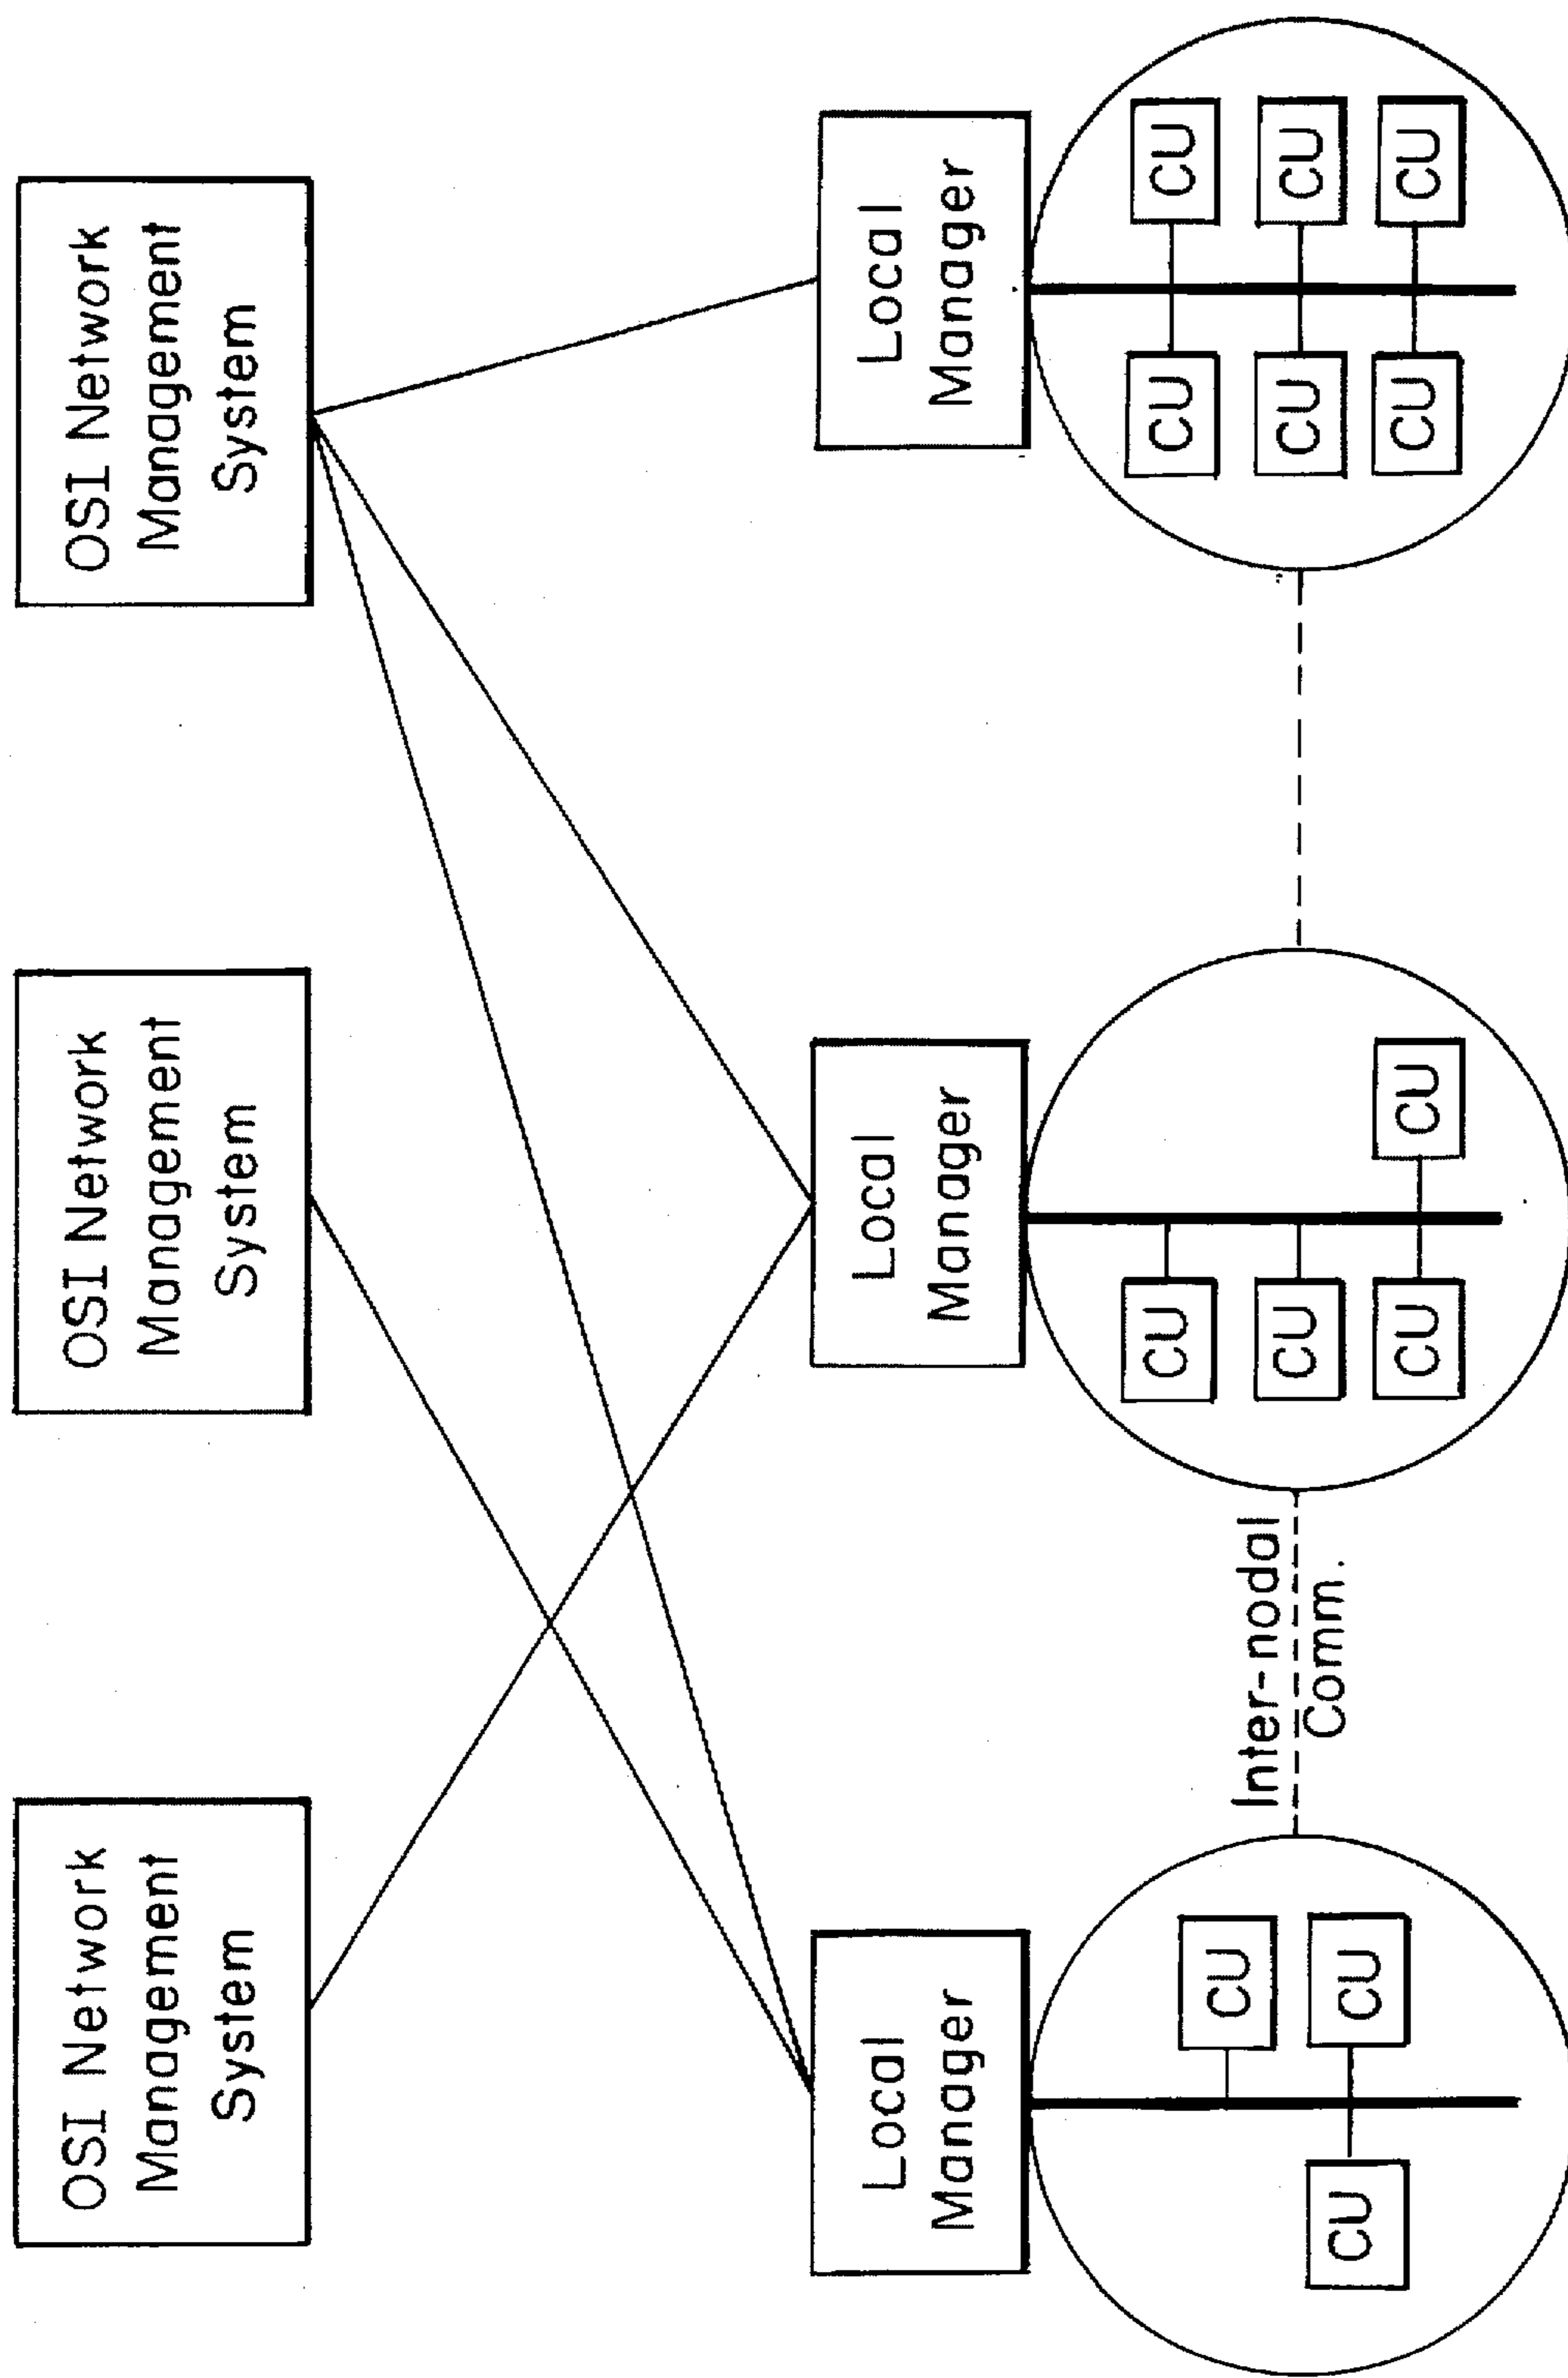 OSI Network
Management
System
OSI Network
Management
System
OSI Network
Management
System
Local
Manager
Local
Manager
Local
Manager
CU
CU
CU
Inter-nodal
Comm.
CU
CU
CU
CU
CU
CU
CU
CU
CU
CU